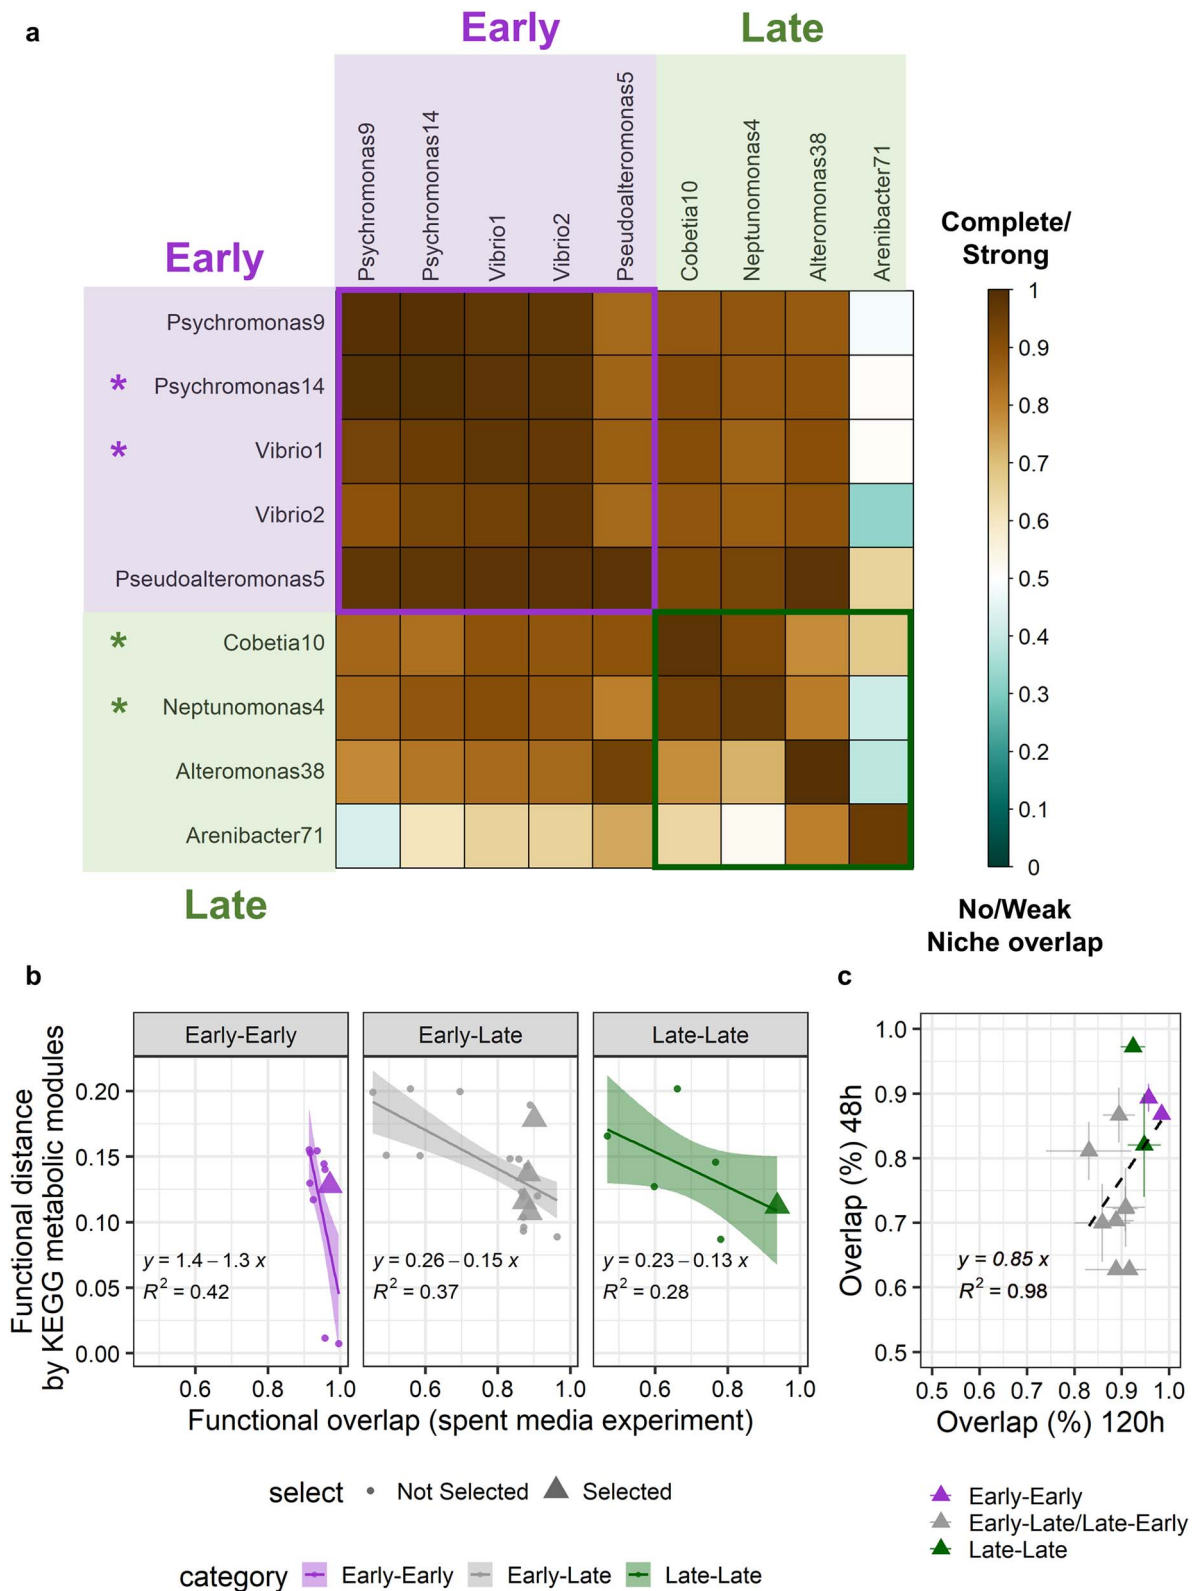 a
Early
Late
Psychromonas9
Psychromonas14
Vibrio1
Vibrio2
Pseudoalteromonas5
Cobetia10
Neptunomonas4
Alteromonas38
Arenibacter71
Early
Psychromonas9
* Psychromonas14
* Vibrio1
Vibrio2
Pseudoalteromonas5
* Cobetia10
* Neptunomonas4
Alteromonas38
Arenibacter71
Late
Complete/
Strong
1
0.9
0.8
0.7
0.6
0.5
0.4
0.3
0.2
0.1
0
No/Weak
Niche overlap
b
Functional distance
by KEGG metabolic modules
Early-Early
Early-Late
Late-Late
0.20
0.15
0.10
0.05
0.00
y = 1.4 – 1.3 x
R² = 0.42
y = 0.26 – 0.15 x
R² = 0.37
y = 0.23 – 0.13 x
R² = 0.28
0.6 0.8 1.0
0.6 0.8 1.0
0.6 0.8 1.0
Functional overlap (spent media experiment)
select Not Selected Selected
category Early-Early Early-Late Late-Late
c
Overlap (%) 48h
1.0
0.9
0.8
0.7
0.6
0.5
y = 0.85 x
R² = 0.98
0.5 0.6 0.7 0.8 0.9 1.0
Overlap (%) 120h
Early-Early
Early-Late/Late-Early
Late-Late